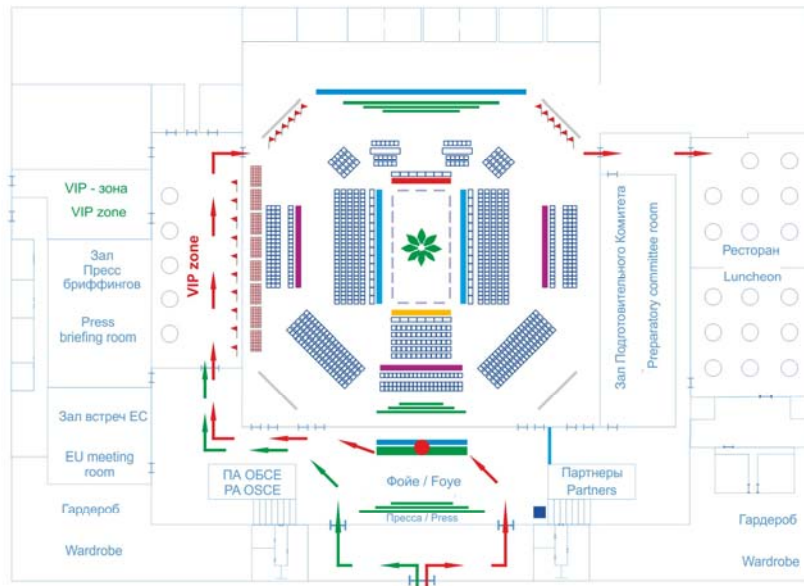 VIP - зона
VIP zone
Зал
Пресс
бриффингов
Press
briefing room
Зал встреч ЕС
EU meeting
room
Гардероб
Wardrobe
VIP zone
ПА ОБСЕ
PA OSCE
Фойе / Foye
Пресса / Press
Партнеры
Partners
Зал Подготовительного Комитета
Preparatory committee room
Ресторан
Luncheon
Гардероб
Wardrobe